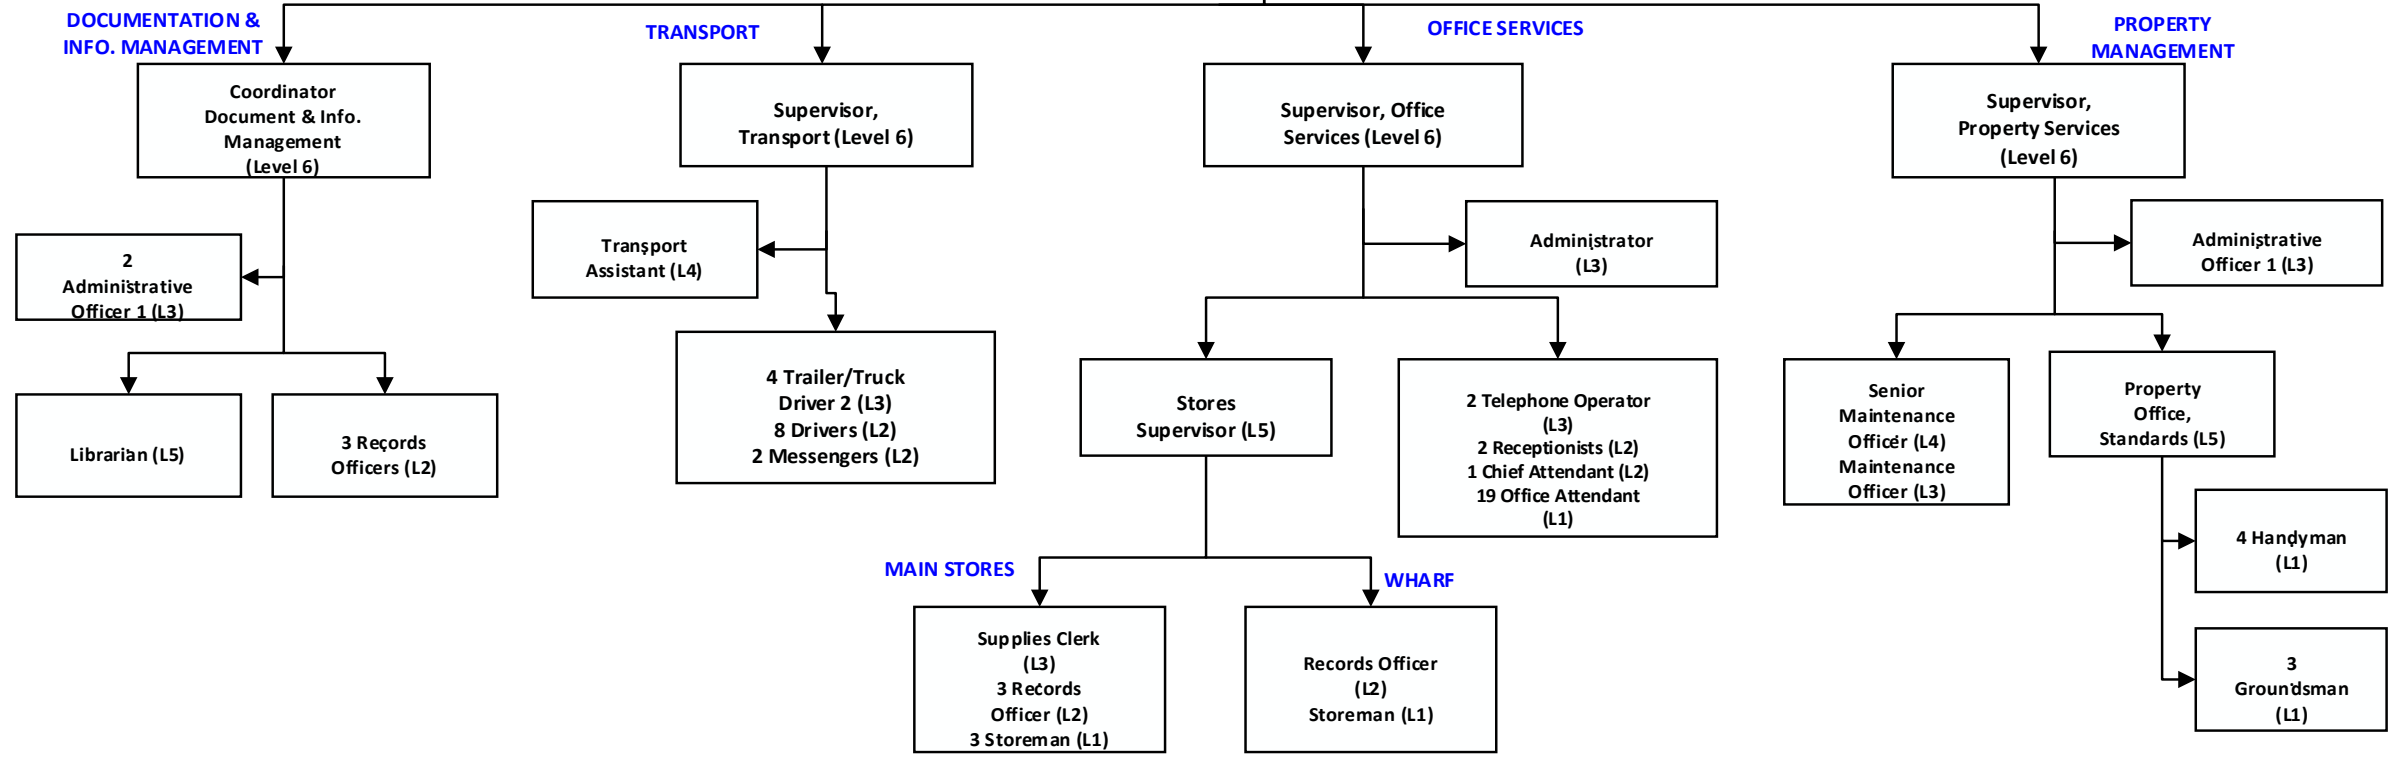 DOCUMENTATION &
INFO. MANAGEMENT
Coordinator
Document & Info.
Management
(Level 6)
2
Administrative
Officer 1 (L3)
Librarian (L5)
3 Records
Officers (L2)
TRANSPORT
Supervisor,
Transport (Level 6)
Transport
Assistant (L4)
4 Trailer/Truck
Driver 2 (L3)
8 Drivers (L2)
2 Messengers (L2)
OFFICE SERVICES
Supervisor, Office
Services (Level 6)
Administrator
(L3)
Stores
Supervisor (L5)
2 Telephone Operator
(L3)
2 Receptionists (L2)
1 Chief Attendant (L2)
19 Office Attendant
(L1)
MAIN STORES
Supplies Clerk
(L3)
3 Records
Officer (L2)
3 Storeman (L1)
WHARF
Records Officer
(L2)
Storeman (L1)
PROPERTY
MANAGEMENT
Supervisor,
Property Services
(Level 6)
Administrative
Officer 1 (L3)
Senior
Maintenance
Officer (L4)
Maintenance
Officer (L3)
Property
Office,
Standards (L5)
4 Handyman
(L1)
3
Groundsman
(L1)